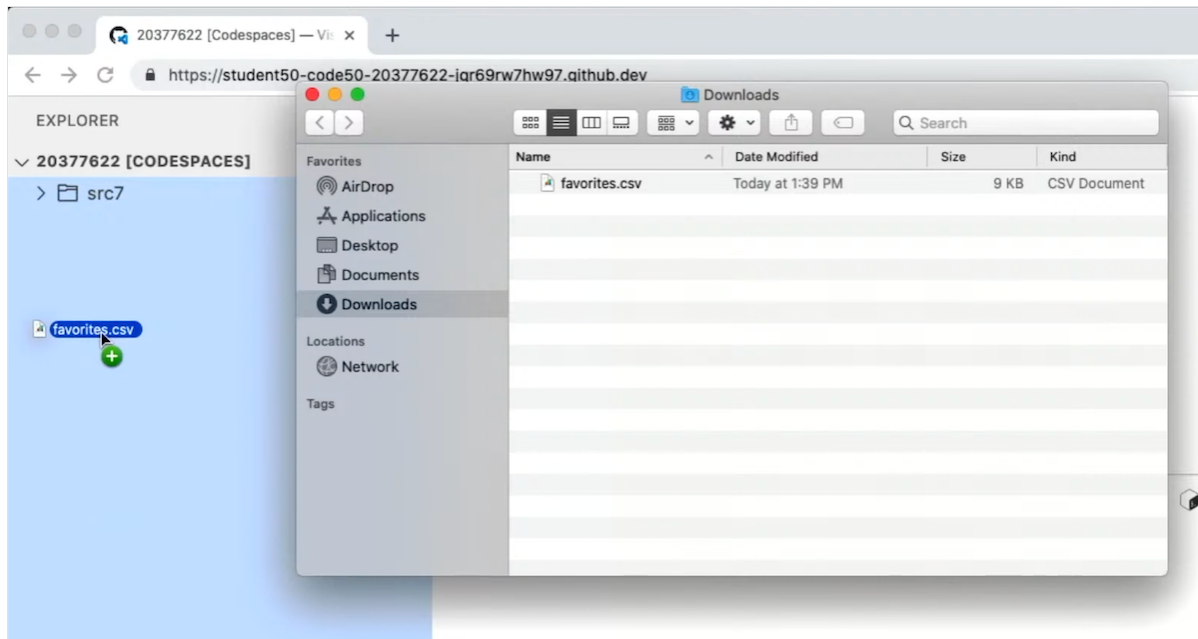 20377622 [Codespaces] — Vi
https://student50-code50-20377622-jqr69rw7hw97.github.dev
EXPLORER
20377622 [CODESPACES]
src7
favorites.csv
Downloads
Search
Favorites
AirDrop
Applications
Desktop
Documents
Downloads
Locations
Network
Tags
Name Date Modified Size Kind
favorites.csv Today at 1:39 PM 9 KB CSV Document